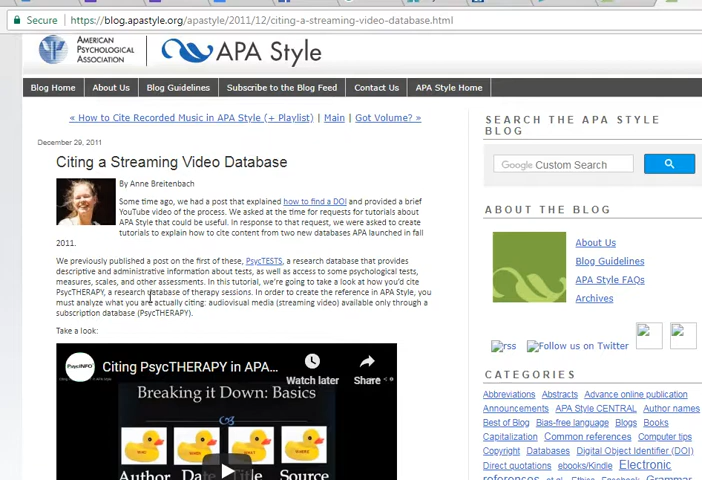 Secure | https://blog.apastyle.org/apastyle/2011/12/citing-a-streaming-video-database.html
AMERICAN
PSYCHOLOGICAL
ASSOCIATION
APA Style
Blog Home
About Us
Blog Guidelines
Subscribe to the Blog Feed
Contact Us
APA Style Home
« How to Cite Recorded Music in APA Style (+ Playlist) | Main | Got Volume? »
December 29, 2011
Citing a Streaming Video Database
By Anne Breitenbach
Some time ago, we had a post that explained how to find a DOI and provided a brief
YouTube video of the process. We asked at the time for requests for tutorials about
APA Style that could be useful. In response to that request, we were asked to create
tutorials to explain how to cite content from two new databases APA launched in fall
2011.
We previously published a post on the first of these, PsycTESTS, a research database that provides
descriptive and administrative information about tests, as well as access to some psychological tests,
measures, scales, and other assessments. In this tutorial, we're going to take a look at how you'd cite
PsycTHERAPY, a research database of therapy sessions. In order to create the reference in APA Style, you
must analyze what you are actually citing: audiovisual media (streaming video) available only through a
subscription database (PsycTHERAPY).
Take a look:
PsycINFO
Citing PsycTHERAPY in APA...
Watch later
Share
Breaking it Down: Basics
Author Date Title Source
SEARCH THE APA STYLE
BLOG
Google Custom Search
ABOUT THE BLOG
About Us
Blog Guidelines
APA Style FAQs
Archives
rss
Follow us on Twitter
CATEGORIES
Abbreviations Abstracts Advance online publication
Announcements APA Style CENTRAL Author names
Best of Blog Bias-free language Blogs Books
Capitalization Common references Computer tips
Copyright Databases Digital Object Identifier (DOI)
Direct quotations ebooks/Kindle Electronic
references et al. Ethics Facebook Grammar